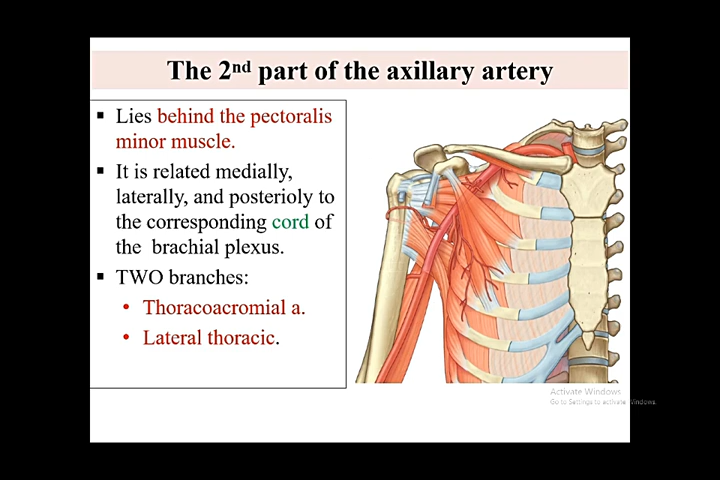 The 2nd part of the axillary artery
▪ Lies behind the pectoralis
minor muscle.
▪ It is related medially,
laterally, and posterioly to
the corresponding cord of
the brachial plexus.
▪ TWO branches:
• Thoracoacromial a.
• Lateral thoracic.
Activate Windows
Go to Settings to activate Windows.